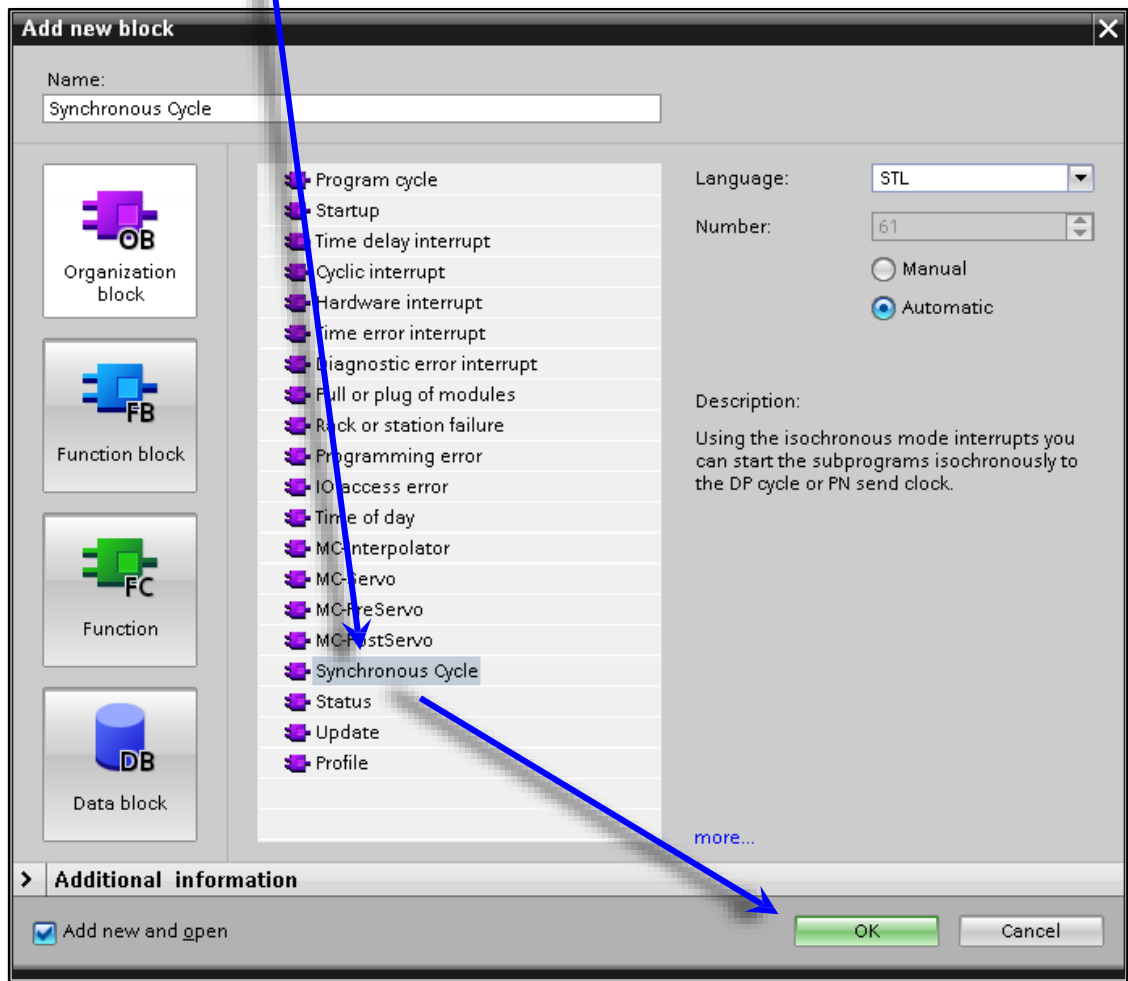 Add new block
Name:
Synchronous Cycle
OB
Organization
block
FB
Function block
FC
Function
DB
Data block
Program cycle
Startup
Time delay interrupt
Cyclic interrupt
Hardware interrupt
Time error interrupt
Diagnostic error interrupt
Pull or plug of modules
Rack or station failure
Programming error
IO access error
Time of day
MC-Interpolator
MC-Servo
MC-PreServo
MC-PostServo
Synchronous Cycle
Status
Update
Profile
Language:
STL
Number:
61
Manual
Automatic
Description:
Using the isochronous mode interrupts you
can start the subprograms isochronously to
the DP cycle or PN send clock.
more...
> Additional information
Add new and open
OK
Cancel